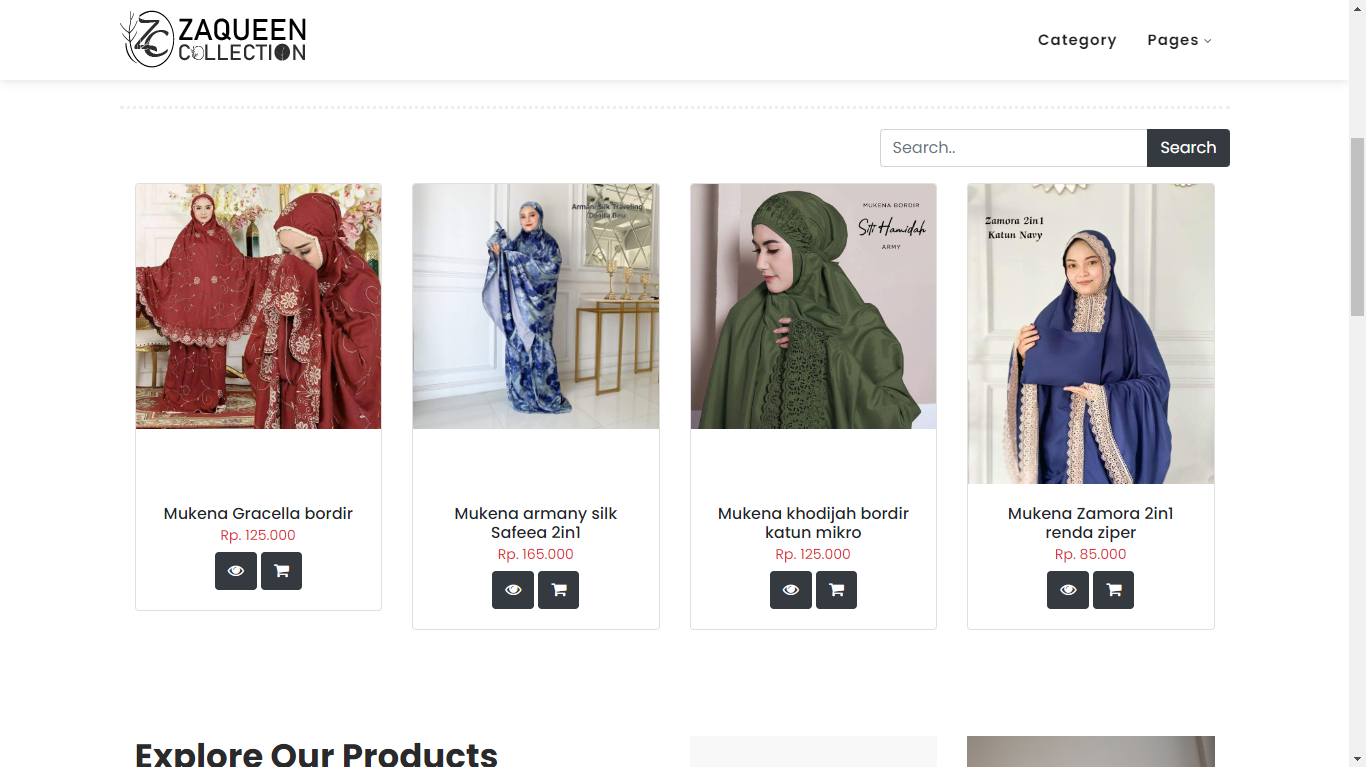 ZC
ZAQUEEN
COLLECTION
Category
Pages
Search..
Search
Armani Silk Traveling
Donita Biru
MUKENA BORDIR
Siti Hamidah
ARMY
Zamora 2in1
Katun Navy
Mukena Gracella bordir
Rp. 125.000
Mukena armany silk
Safeea 2in1
Rp. 165.000
Mukena khodijah bordir
katun mikro
Rp. 125.000
Mukena Zamora 2in1
renda ziper
Rp. 85.000
Explore Our Products